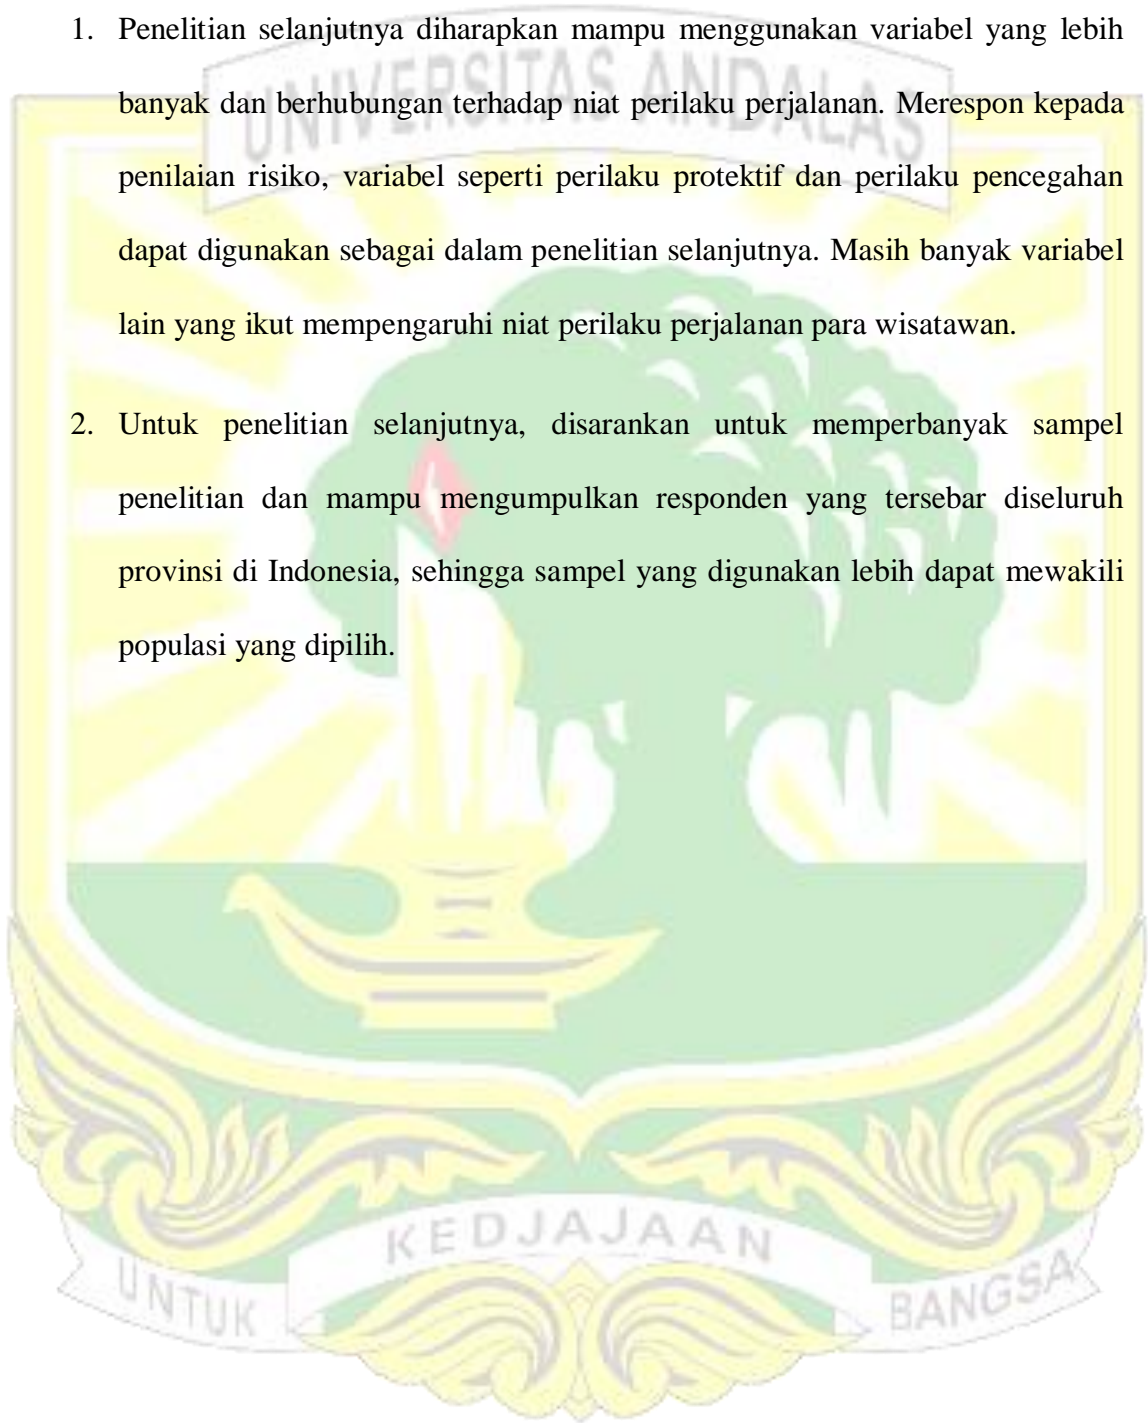 1. Penelitian selanjutnya diharapkan mampu menggunakan variabel yang lebih
banyak dan berhubungan terhadap niat perilaku perjalanan. Merespon kepada
penilaian risiko, variabel seperti perilaku protektif dan perilaku pencegahan
dapat digunakan sebagai dalam penelitian selanjutnya. Masih banyak variabel
lain yang ikut mempengaruhi niat perilaku perjalanan para wisatawan.
2. Untuk penelitian selanjutnya, disarankan untuk memperbanyak sampel
penelitian dan mampu mengumpulkan responden yang tersebar diseluruh
provinsi di Indonesia, sehingga sampel yang digunakan lebih dapat mewakili
populasi yang dipilih.
UNIVERSITAS ANDALAS
UNTUK KEDJAJAAN BANGSA